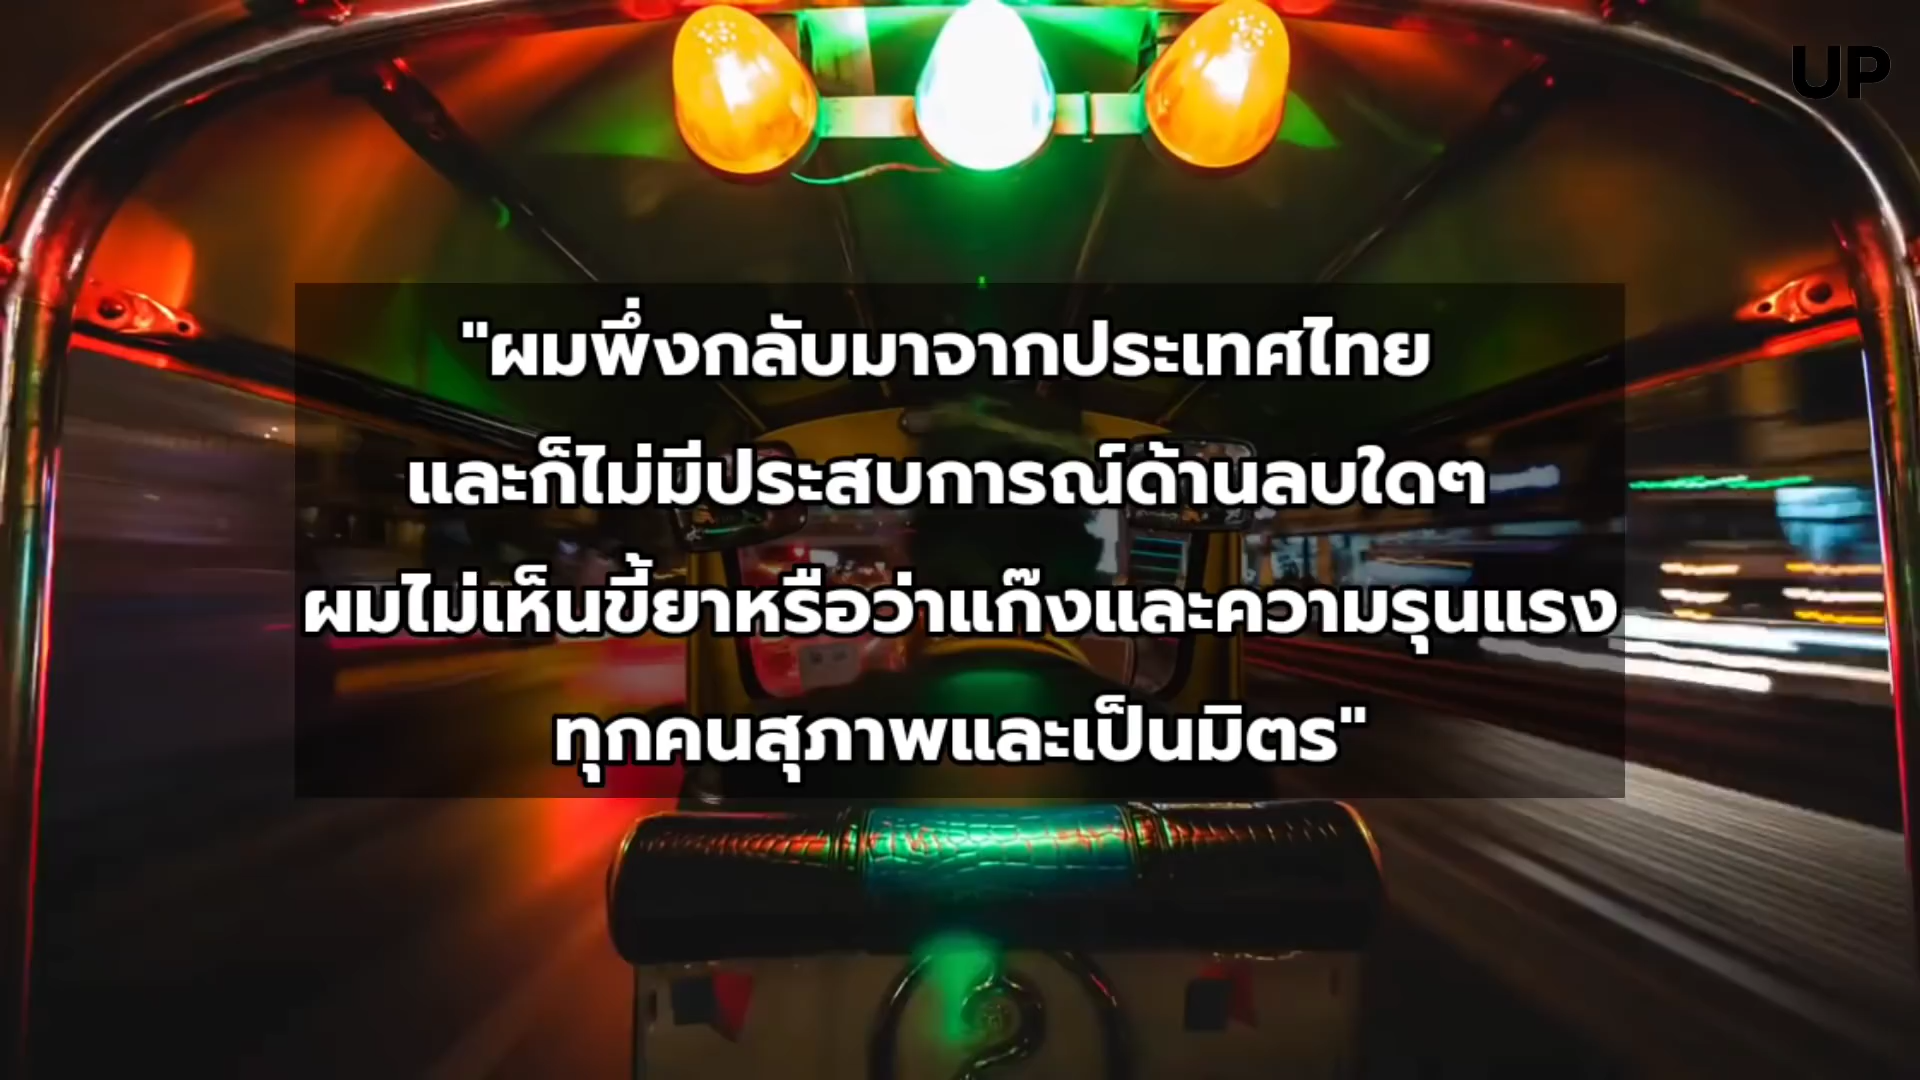 UP
"ผมพึ่งกลับมาจากประเทศไทย
และก็ไม่มีประสบการณ์ด้านลบใดๆ
ผมไม่เห็นขี้ยาหรือว่าแก๊งและความรุนแรง
ทุกคนสุภาพและเป็นมิตร"